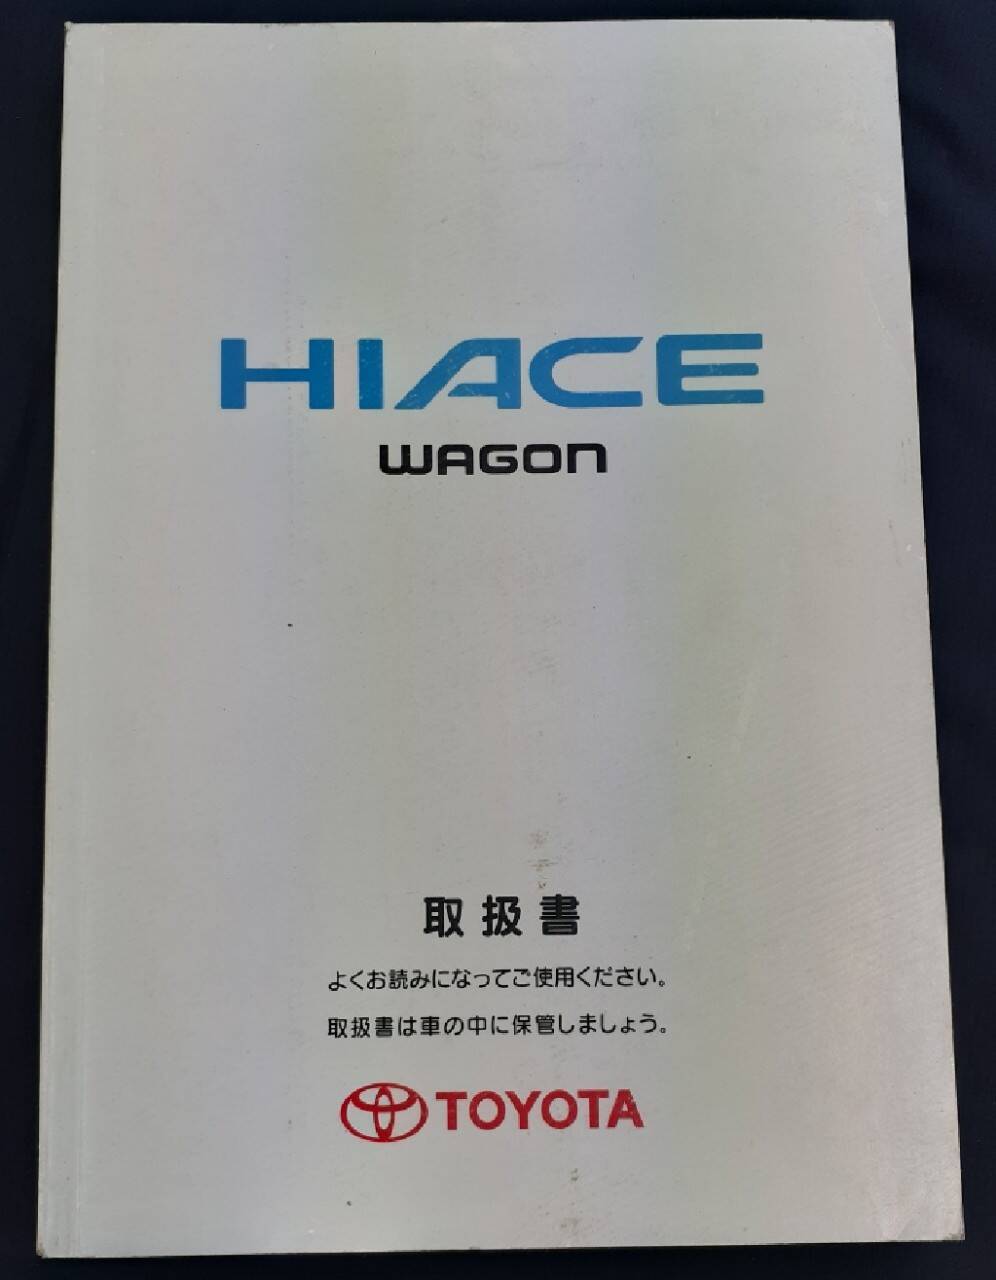 HIACE
WAGON
取扱書
よくお読みになってご使用ください。
取扱書は車の中に保管しましょう。
TOYOTA